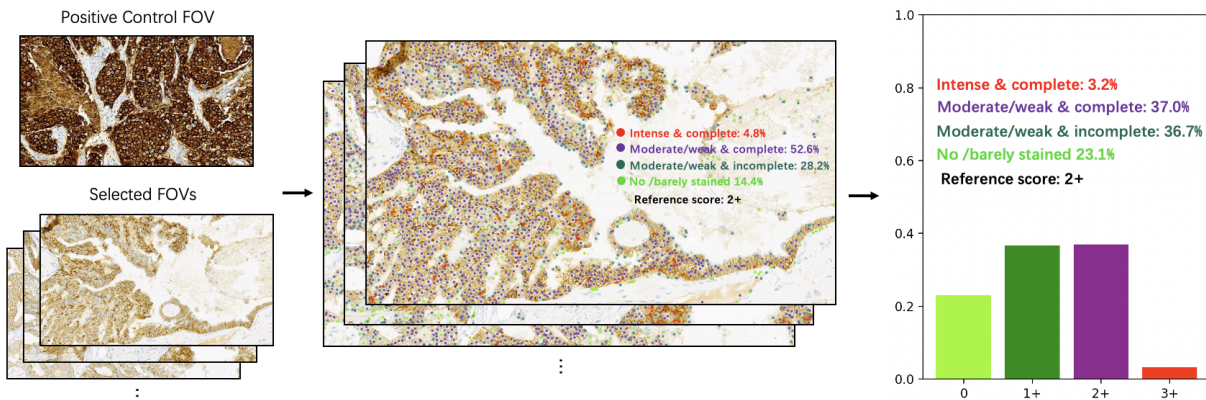 Positive Control FOV
Selected FOVs
:
Intense & complete: 4.8%
Moderate/weak & complete: 52.6%
Moderate/weak & incomplete: 28.2%
No /barely stained 14.4%
Reference score: 2+
⋮
1.0
0.8
0.6
0.4
0.2
0.0
Intense & complete: 3.2%
Moderate/weak & complete: 37.0%
Moderate/weak & incomplete: 36.7%
No /barely stained: 23.1%
Reference score: 2+
0 1+ 2+ 3+